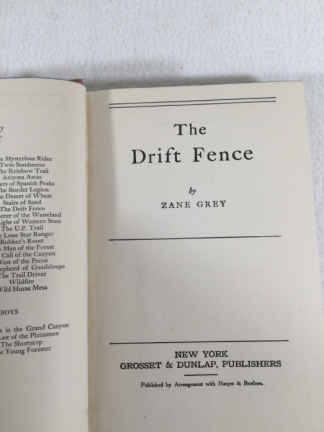 Mysterious Rider
Twin Sombreros
The Rainbow Trail
Arizona Ames
of Spanish Peaks
The Border Legion
Desert of Wheat
Stairs of Sand
The Drift Fence
Wanderer of the Wasteland
Light of Western Stars
The U.P. Trail
Lone Star Ranger
Robber's Roost
Man of the Forest
Call of the Canyon
West of the Pecos
Shepherd of Guadaloupe
The Trail Driver
Wildfire
Wild Horse Mesa
BOYS
in the Grand Canyon
of the Plainsmen
The Shortstop
The Young Forester
The
Drift Fence
by
ZANE GREY
NEW YORK
GROSSET & DUNLAP, PUBLISHERS
Published by Arrangement with Harper & Brothers.